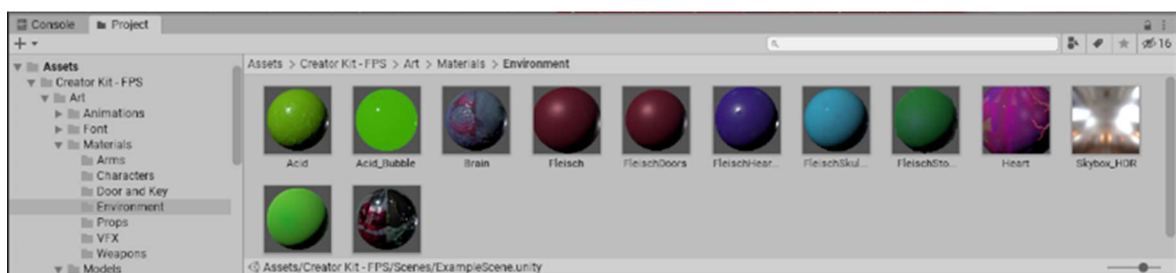 Console Project
16
Assets
Creator Kit - FPS
Art
Animations
Font
Materials
Arms
Characters
Door and Key
Environment
Props
VFX
Weapons
Models
Assets > Creator Kit - FPS > Art > Materials > Environment
Acid Acid_Bubble Brain Fleisch FleischDoors FleischHear... FleischSkul... FleischSto... Heart Skybox_HDR
Assets/Creator Kit - FPS/Scenes/ExampleScene.unity